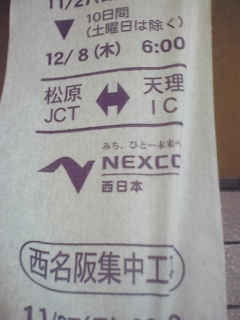 10日間
(土曜日は除く)
▼
12/8(木) 6:00
松原 ⇔ 天理
JCT IC
みち、ひと…未来へ
NEXCO
西日本
西名阪集中工